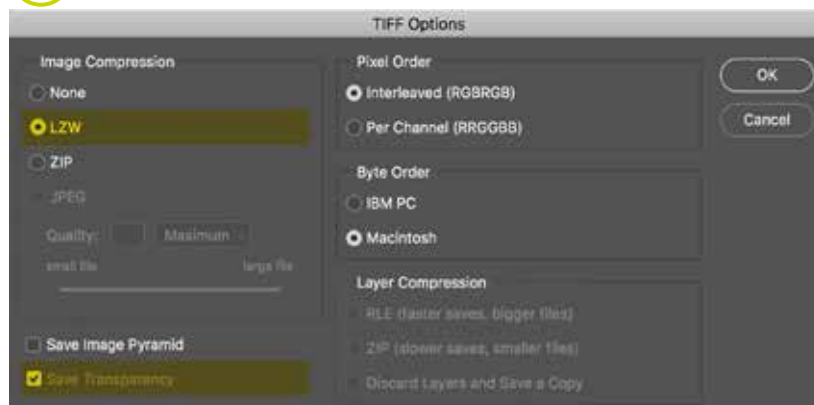 TIFF Options
Image Compression
None
LZW
ZIP
JPEG
Quality: Maximum
small file large file
Save Image Pyramid
Save Transparency
Pixel Order
Interleaved (RGBRGB)
Per Channel (RRGGBB)
Byte Order
IBM PC
Macintosh
Layer Compression
RLE (faster saves, bigger files)
ZIP (slower saves, smaller files)
Discard Layers and Save a Copy
OK
Cancel